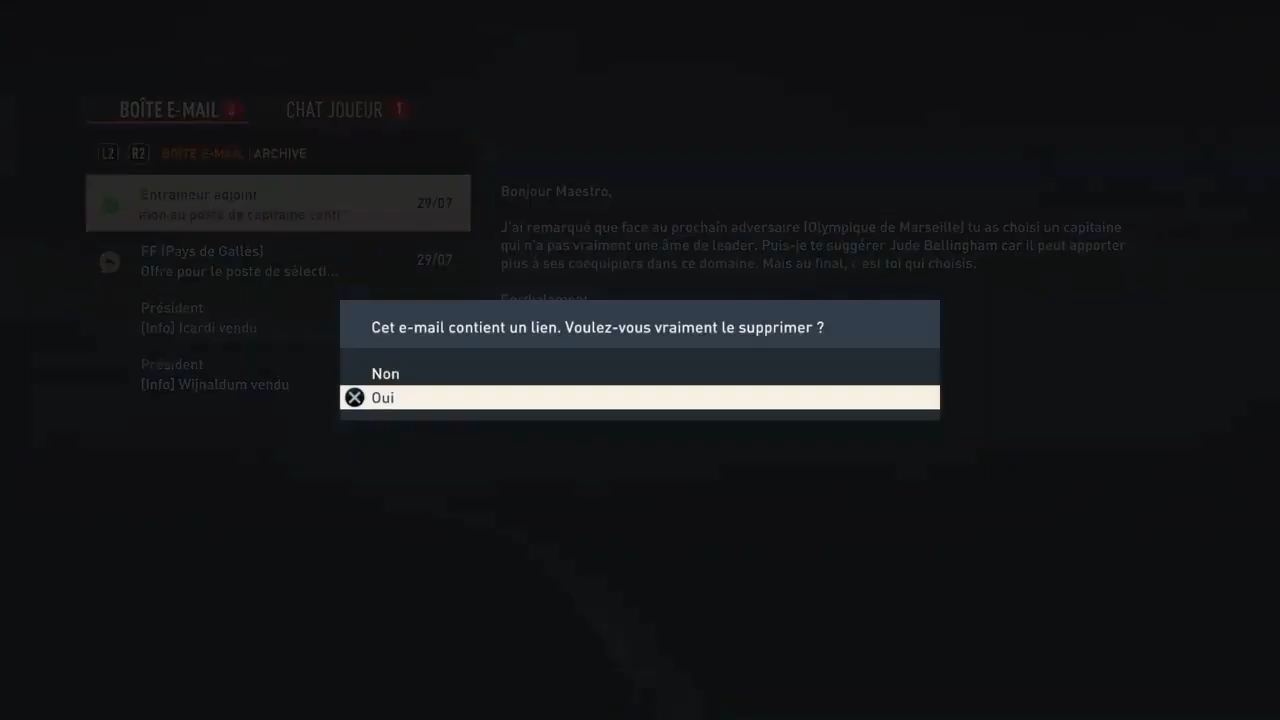 BOÎTE E-MAIL
CHAT JOUEUR 1
L2 R2 BOÎTE E-MAIL | ARCHIVE
Entraîneur adjoint
29/07
au poste de capitaine
FF (Pays de Galles)
Offre pour le poste de sélecti...
29/07
Président
[Info] Icardi vendu
Président
[Info] Wijnaldum vendu
Bonjour Maestro,
J'ai remarqué que face au prochain adversaire (Olympique de Marseille) tu as choisi un capitaine
qui n'a pas vraiment une âme de leader. Puis-je te suggérer Jude Bellingham car il peut apporter
plus à ses coéquipiers dans ce domaine. Mais au final, c'est toi qui choisis.
Cet e-mail contient un lien. Voulez-vous vraiment le supprimer ?
Non
Oui